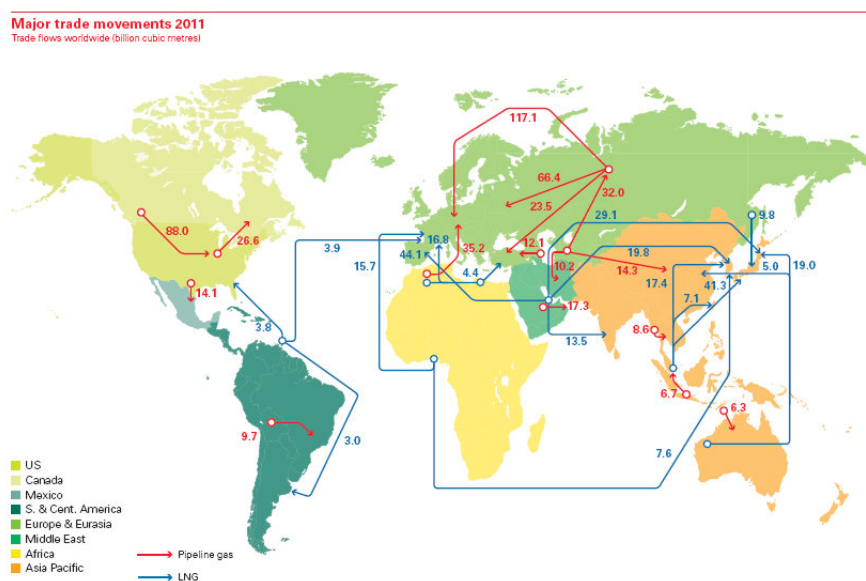 Major trade movements 2011
Trade flows worldwide (billion cubic metres)
117.1
66.4
32.0
23.5
29.1
9.8
88.0
26.6
3.9
16.8
35.2
12.1
19.8
15.7
44.1
10.2
14.3
5.0
19.0
4.4
17.4
41.3
14.1
17.3
7.1
3.8
13.5
8.6
6.7
6.3
9.7
3.0
7.6
US
Canada
Mexico
S. & Cent. America
Europe & Eurasia
Middle East
Africa
Asia Pacific
Pipeline gas
LNG